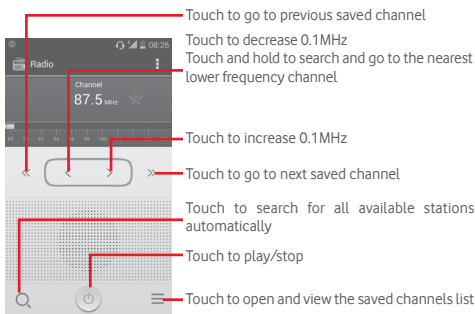 Touch to go to previous saved channel
08:26
Touch to decrease 0.1MHz
Radio
Touch and hold to search and go to the nearest
lower frequency channel
Channel
87.5 MHz
Touch to increase 0.1MHz
Touch to go to next saved channel
Touch to search for all available stations
automatically
Touch to play/stop
Touch to open and view the saved channels list